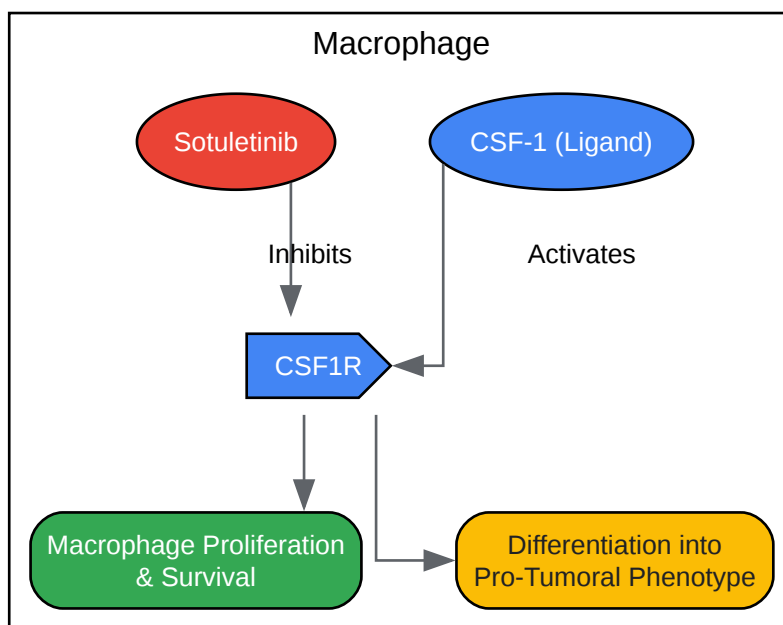 Macrophage
Sotuletinib
CSF-1 (Ligand)
Inhibits
Activates
CSF1R
Macrophage Proliferation
& Survival
Differentiation into
Pro-Tumoral Phenotype